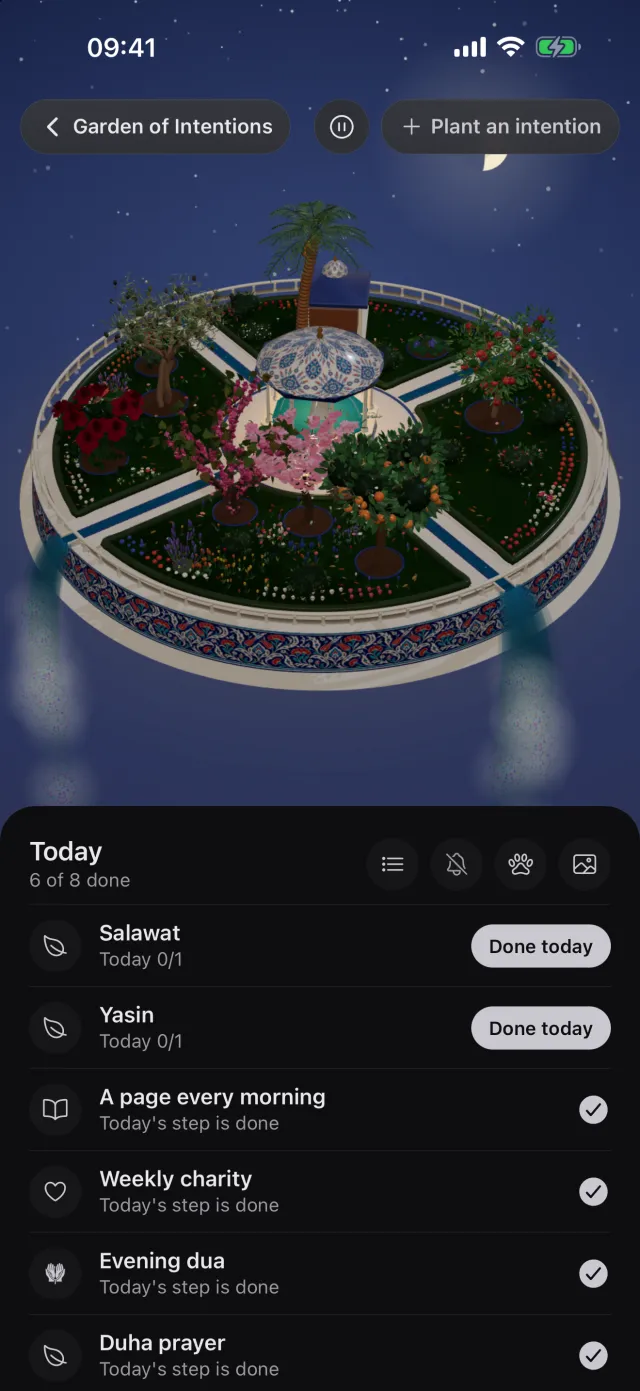 09:41
Garden of Intentions
+ Plant an intention
Today
6 of 8 done
Salawat
Today 0/1
Done today
Yasin
Today 0/1
Done today
A page every morning
Today's step is done
Weekly charity
Today's step is done
Evening dua
Today's step is done
Duha prayer
Today's step is done